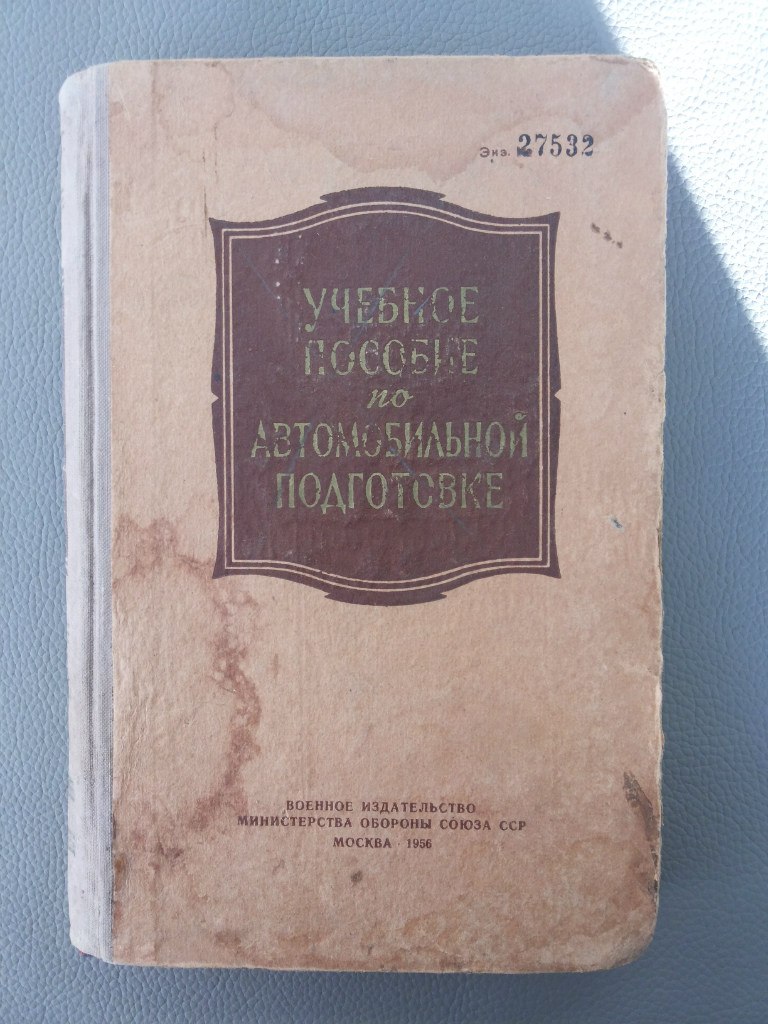 Экз. 27532
УЧЕБНОЕ
ПОСОБИЕ
по
АВТОМОБИЛЬНОЙ
ПОДГОТОВКЕ
ВОЕННОЕ ИЗДАТЕЛЬСТВО
МИНИСТЕРСТВА ОБОРОНЫ СОЮЗА ССР
МОСКВА · 1956